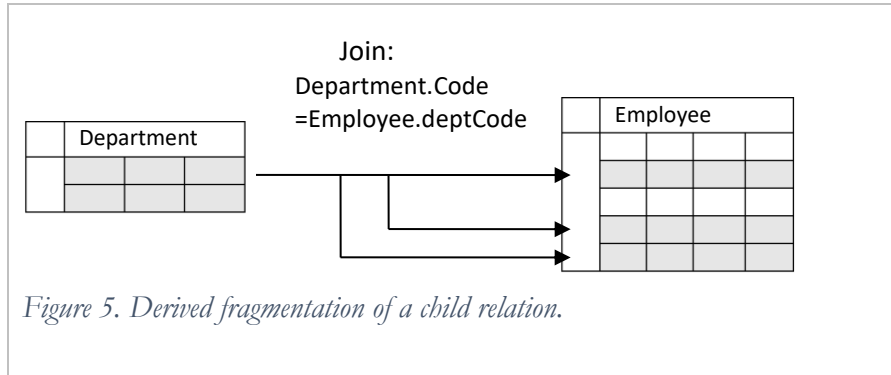 Join:
Department.Code
=Employee.deptCode
Department
Employee
Figure 5. Derived fragmentation of a child relation.